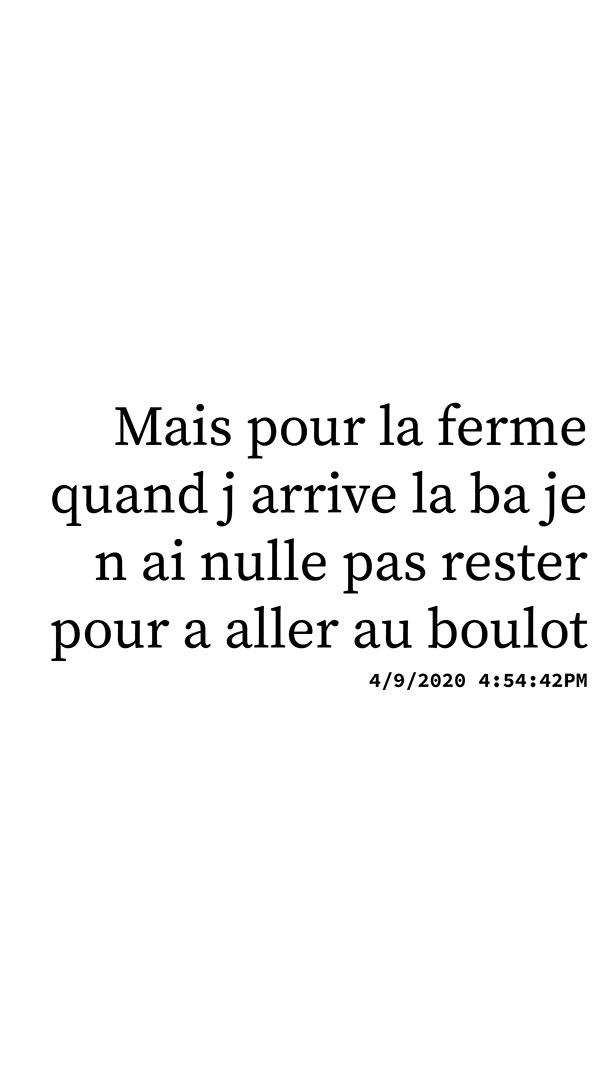 Mais pour la ferme
quand j arrive la ba je
n ai nulle pas rester
pour a aller au boulot
4/9/2020 4:54:42PM